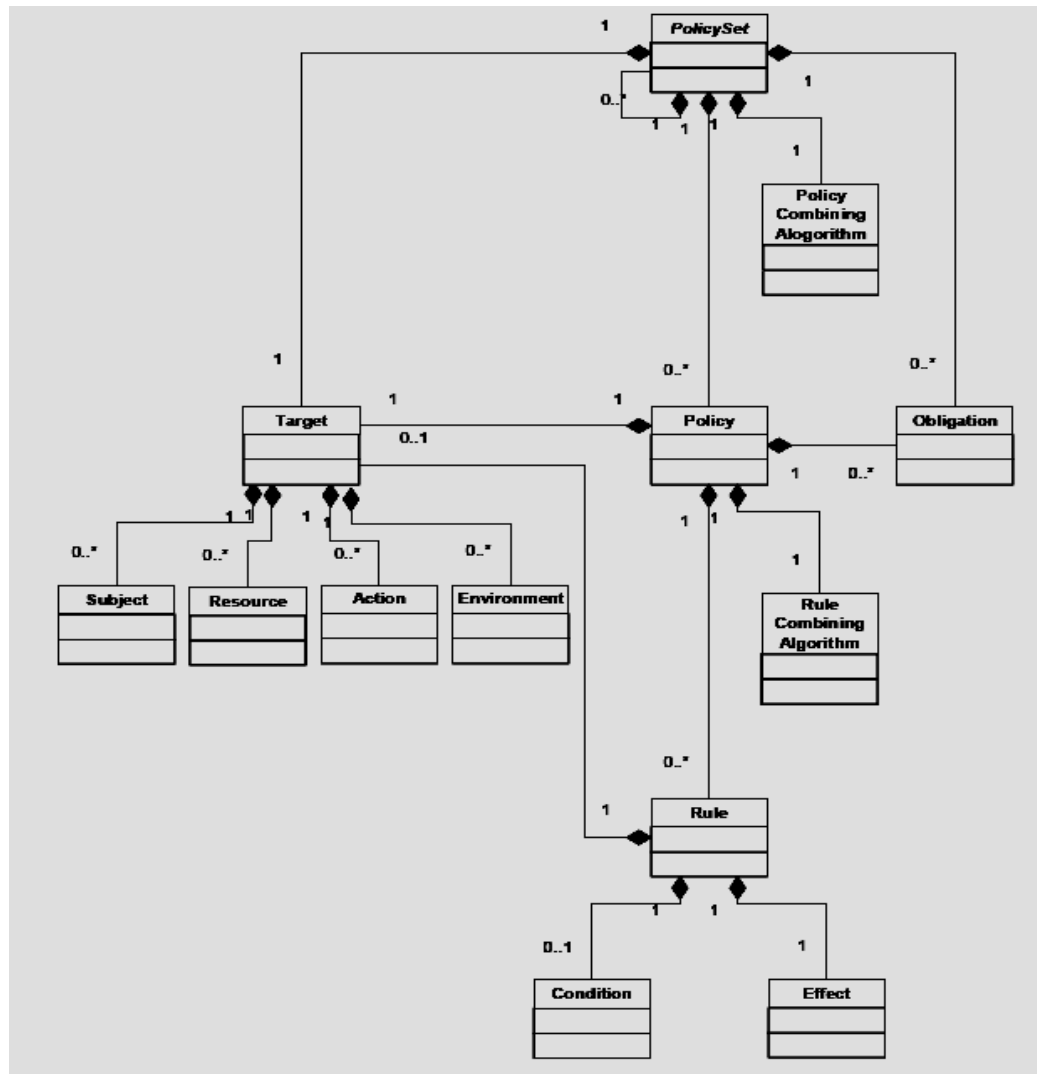 1
PolicySet
1
0..*
1
1
1
1
Policy
Combining
Alogorithm
1
0..*
0..*
1
1
Target
Policy
Obligation
0..1
1
0..*
1
1
1
1
1
1
0..*
0..*
0..*
0..*
1
Subject
Resource
Action
Environment
Rule
Combining
Algorithm
0..*
1
Rule
1
1
0..1
1
Condition
Effect